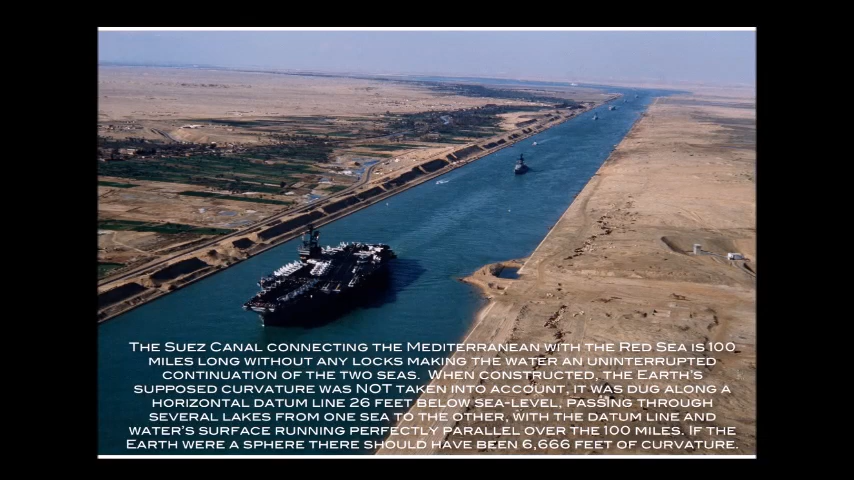 The Suez Canal connecting the Mediterranean with the Red Sea is 100
miles long without any locks making the water an uninterrupted
continuation of the two seas. When constructed, the Earth's
supposed curvature was NOT taken into account, it was dug along a
horizontal datum line 26 feet below sea-level, passing through
several lakes from one sea to the other, with the datum line and
water's surface running perfectly parallel over the 100 miles. If the
Earth were a sphere there should have been 6,666 feet of curvature.